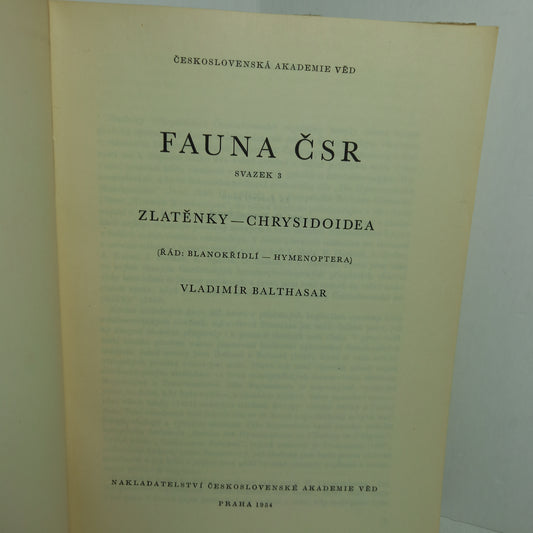 ČESKOSLOVENSKÁ AKADEMIE VĚD
FAUNA ČSR
SVAZEK 3
ZLATĚNKY—CHRYSIDOIDEA
(ŘÁD: BLANOKŘÍDLÍ — HYMENOPTERA)
VLADIMÍR BALTHASAR
NAKLADATELSTVÍ ČESKOSLOVENSKÉ AKADEMIE VĚD
PRAHA 1954